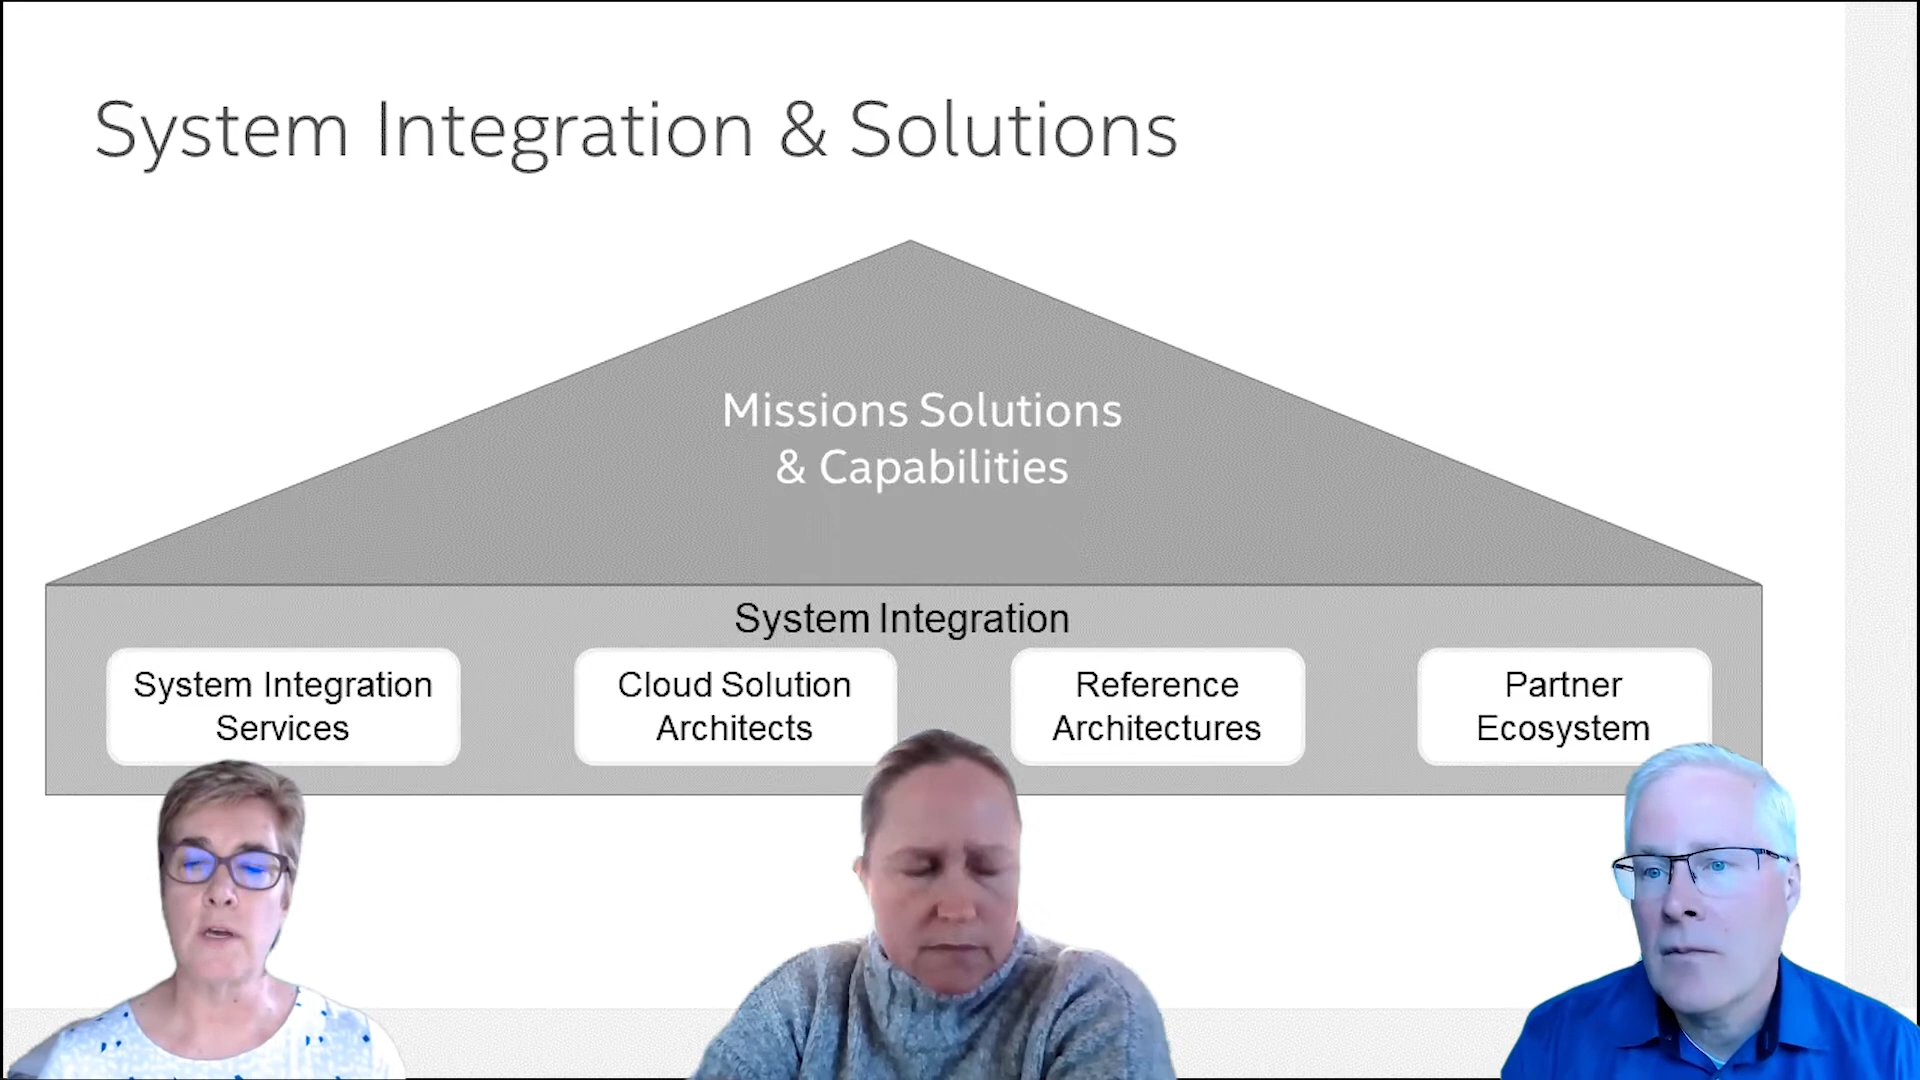 System Integration & Solutions
Missions Solutions
& Capabilities
System Integration
System Integration
Services
Cloud Solution
Architects
Reference
Architectures
Partner
Ecosystem